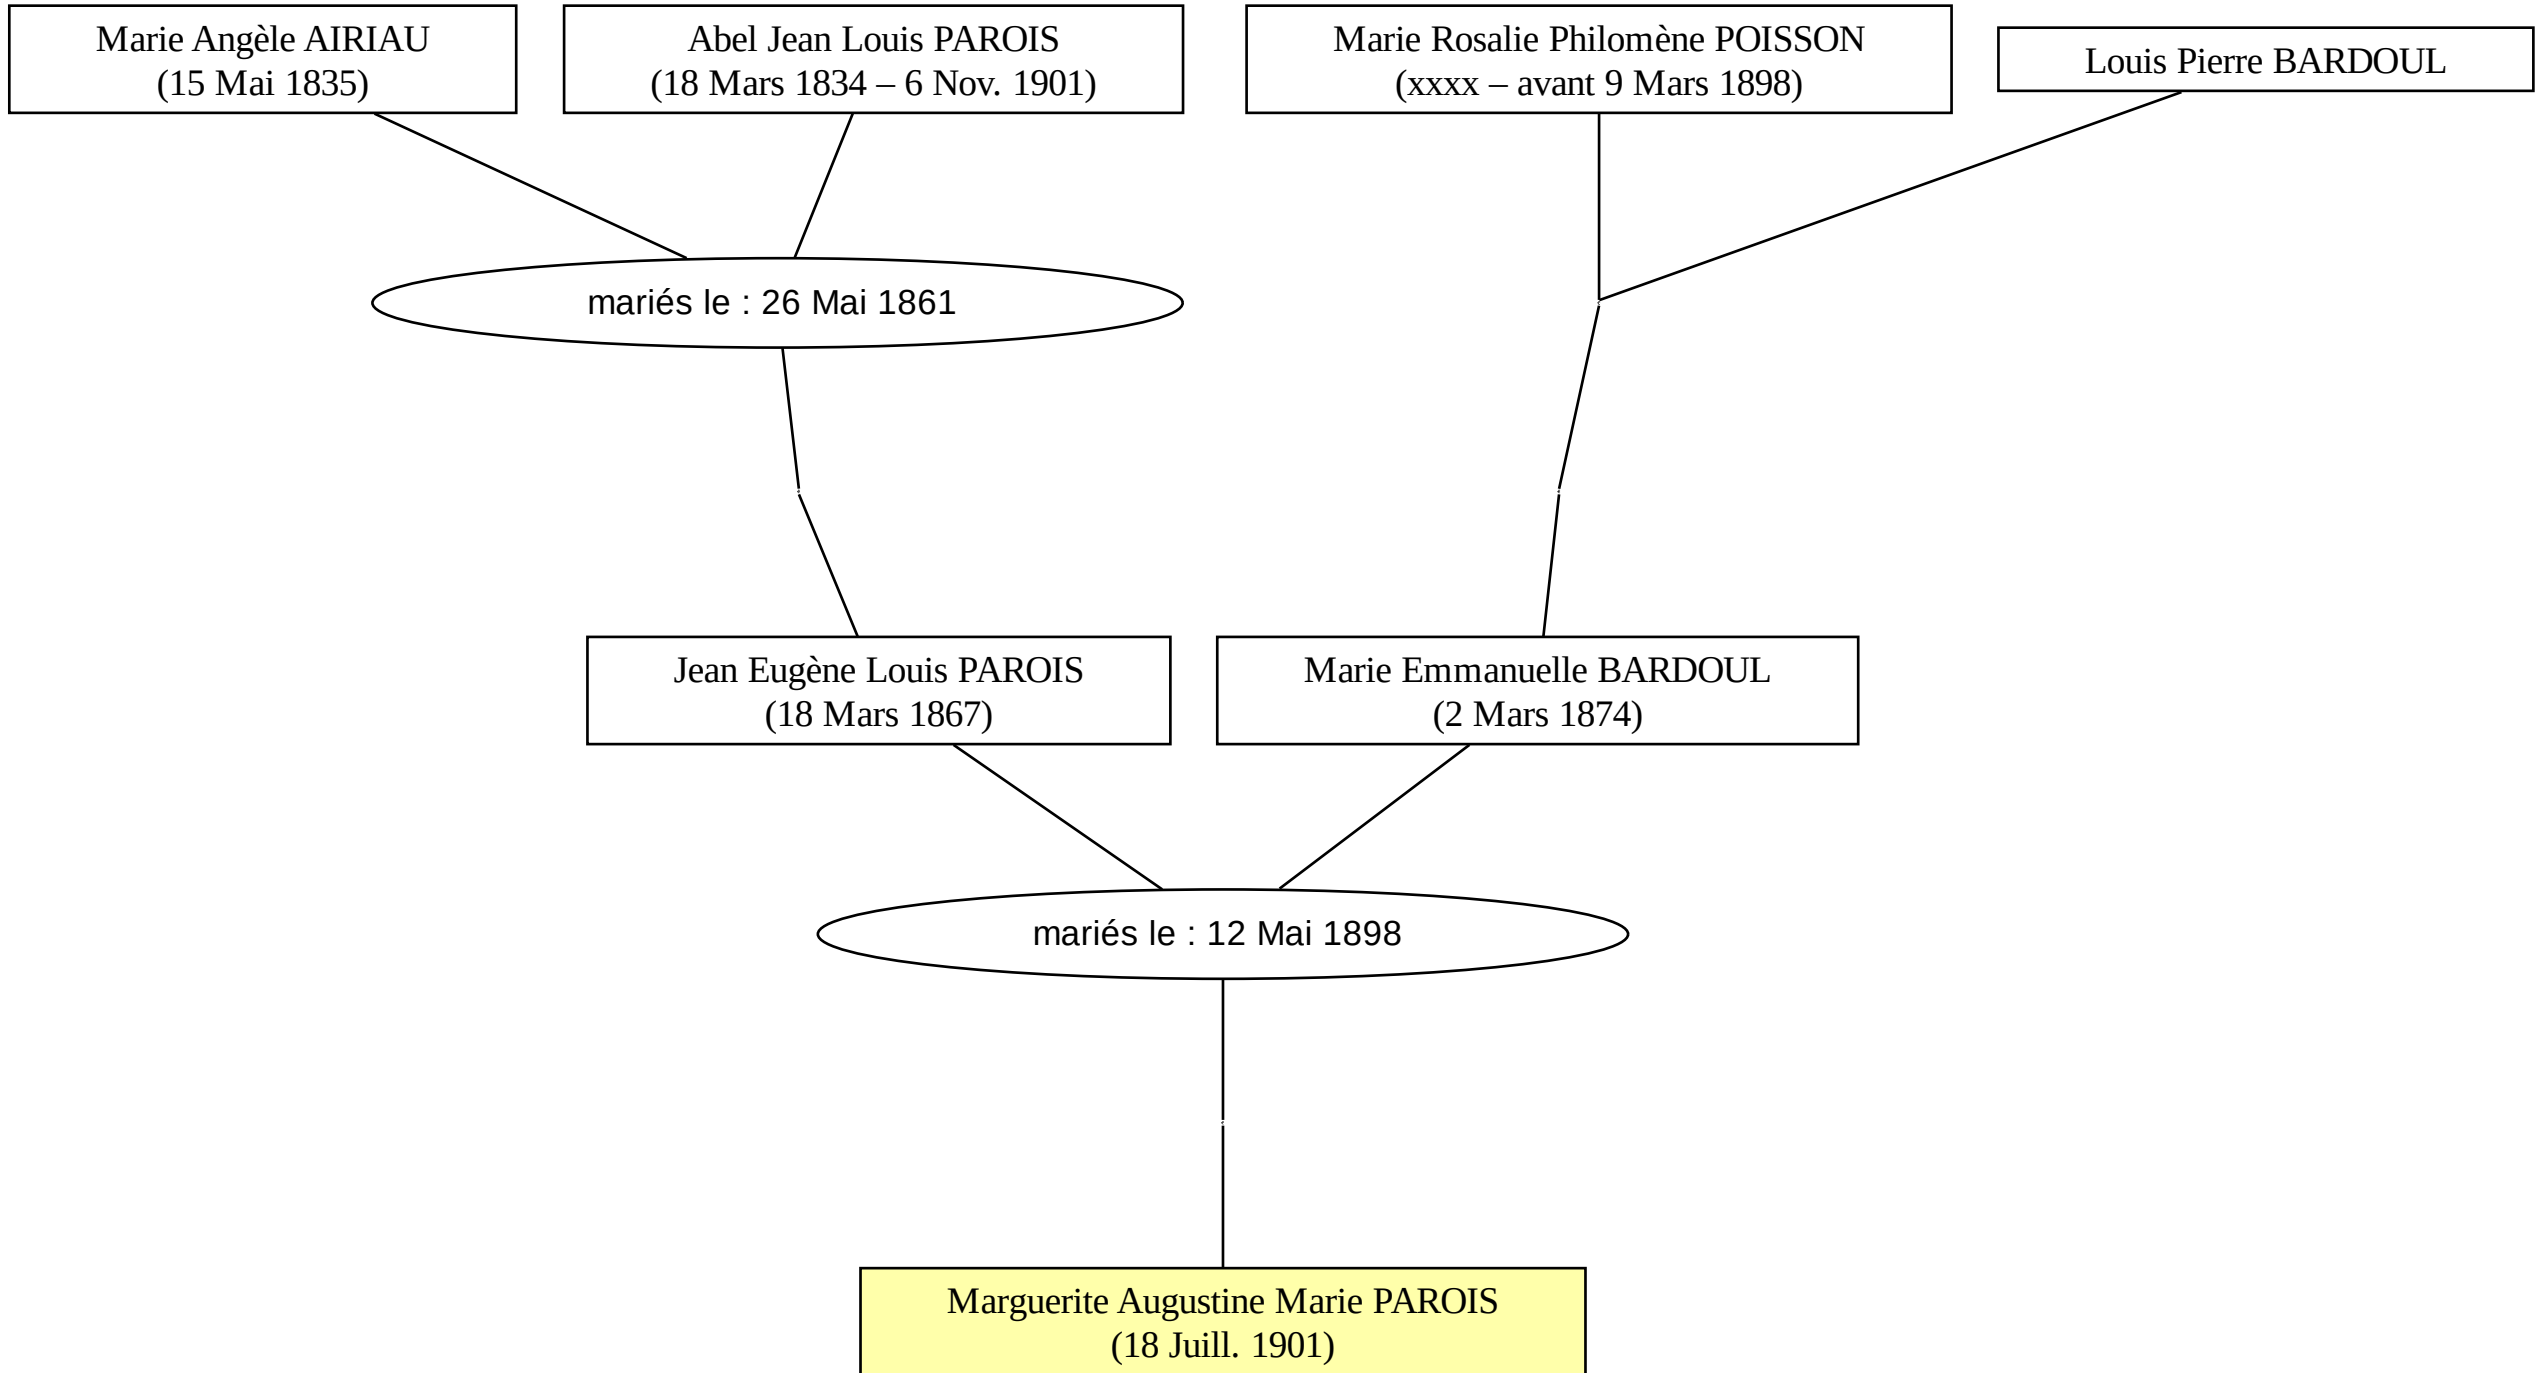 Marie Angèle AIRIAU
(15 Mai 1835)
Abel Jean Louis PAROIS
(18 Mars 1834 – 6 Nov. 1901)
Marie Rosalie Philomène POISSON
(xxxx – avant 9 Mars 1898)
Louis Pierre BARDOUL
mariés le : 26 Mai 1861
Jean Eugène Louis PAROIS
(18 Mars 1867)
Marie Emmanuelle BARDOUL
(2 Mars 1874)
mariés le : 12 Mai 1898
Marguerite Augustine Marie PAROIS
(18 Juill. 1901)